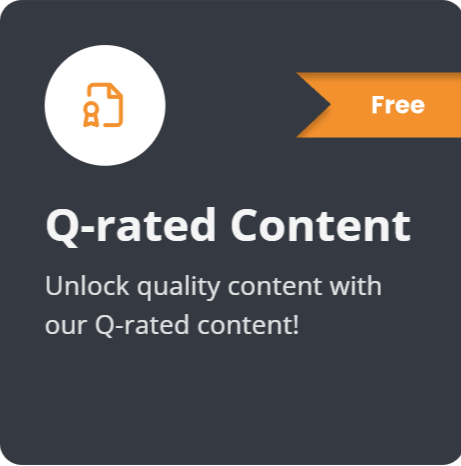 Free
Q-rated Content
Unlock quality content with
our Q-rated content!